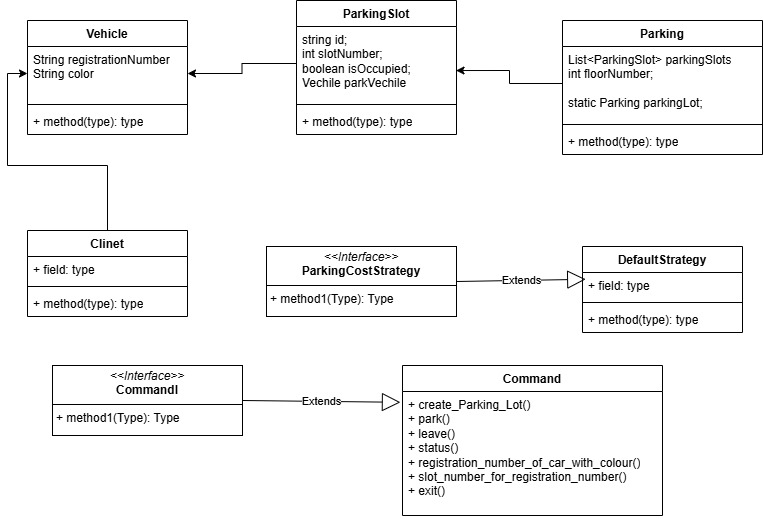 Vehicle
String registrationNumber
String color
+ method(type): type
ParkingSlot
string id;
int slotNumber;
boolean isOccupied;
Vechile parkVechile
+ method(type): type
Parking
List<ParkingSlot> parkingSlots
int floorNumber;
static Parking parkingLot;
+ method(type): type
Clinet
+ field: type
+ method(type): type
<<Interface>>
ParkingCostStrategy
+ method1(Type): Type
Extends
DefaultStrategy
+ field: type
+ method(type): type
<<Interface>>
CommandI
+ method1(Type): Type
Extends
Command
+ create_Parking_Lot()
+ park()
+ leave()
+ status()
+ registration_number_of_car_with_colour()
+ slot_number_for_registration_number()
+ exit()